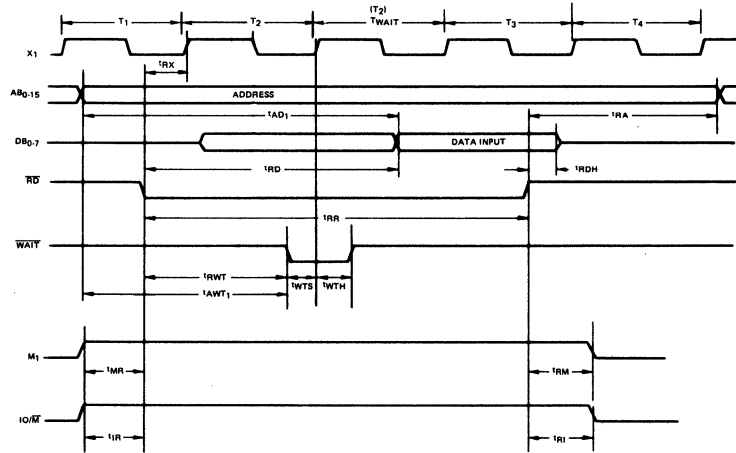 (T2)
T1 T2 TWAIT T3 T4
X1
tRX
AB0-15 ADDRESS
tAD1 tRA
DB0-7 DATA INPUT
tRD tRDH
RD
tRR
WAIT
tRWT tWTS tWTH
tAWT1
M1
tMR tRM
IO/M
tIR tRI